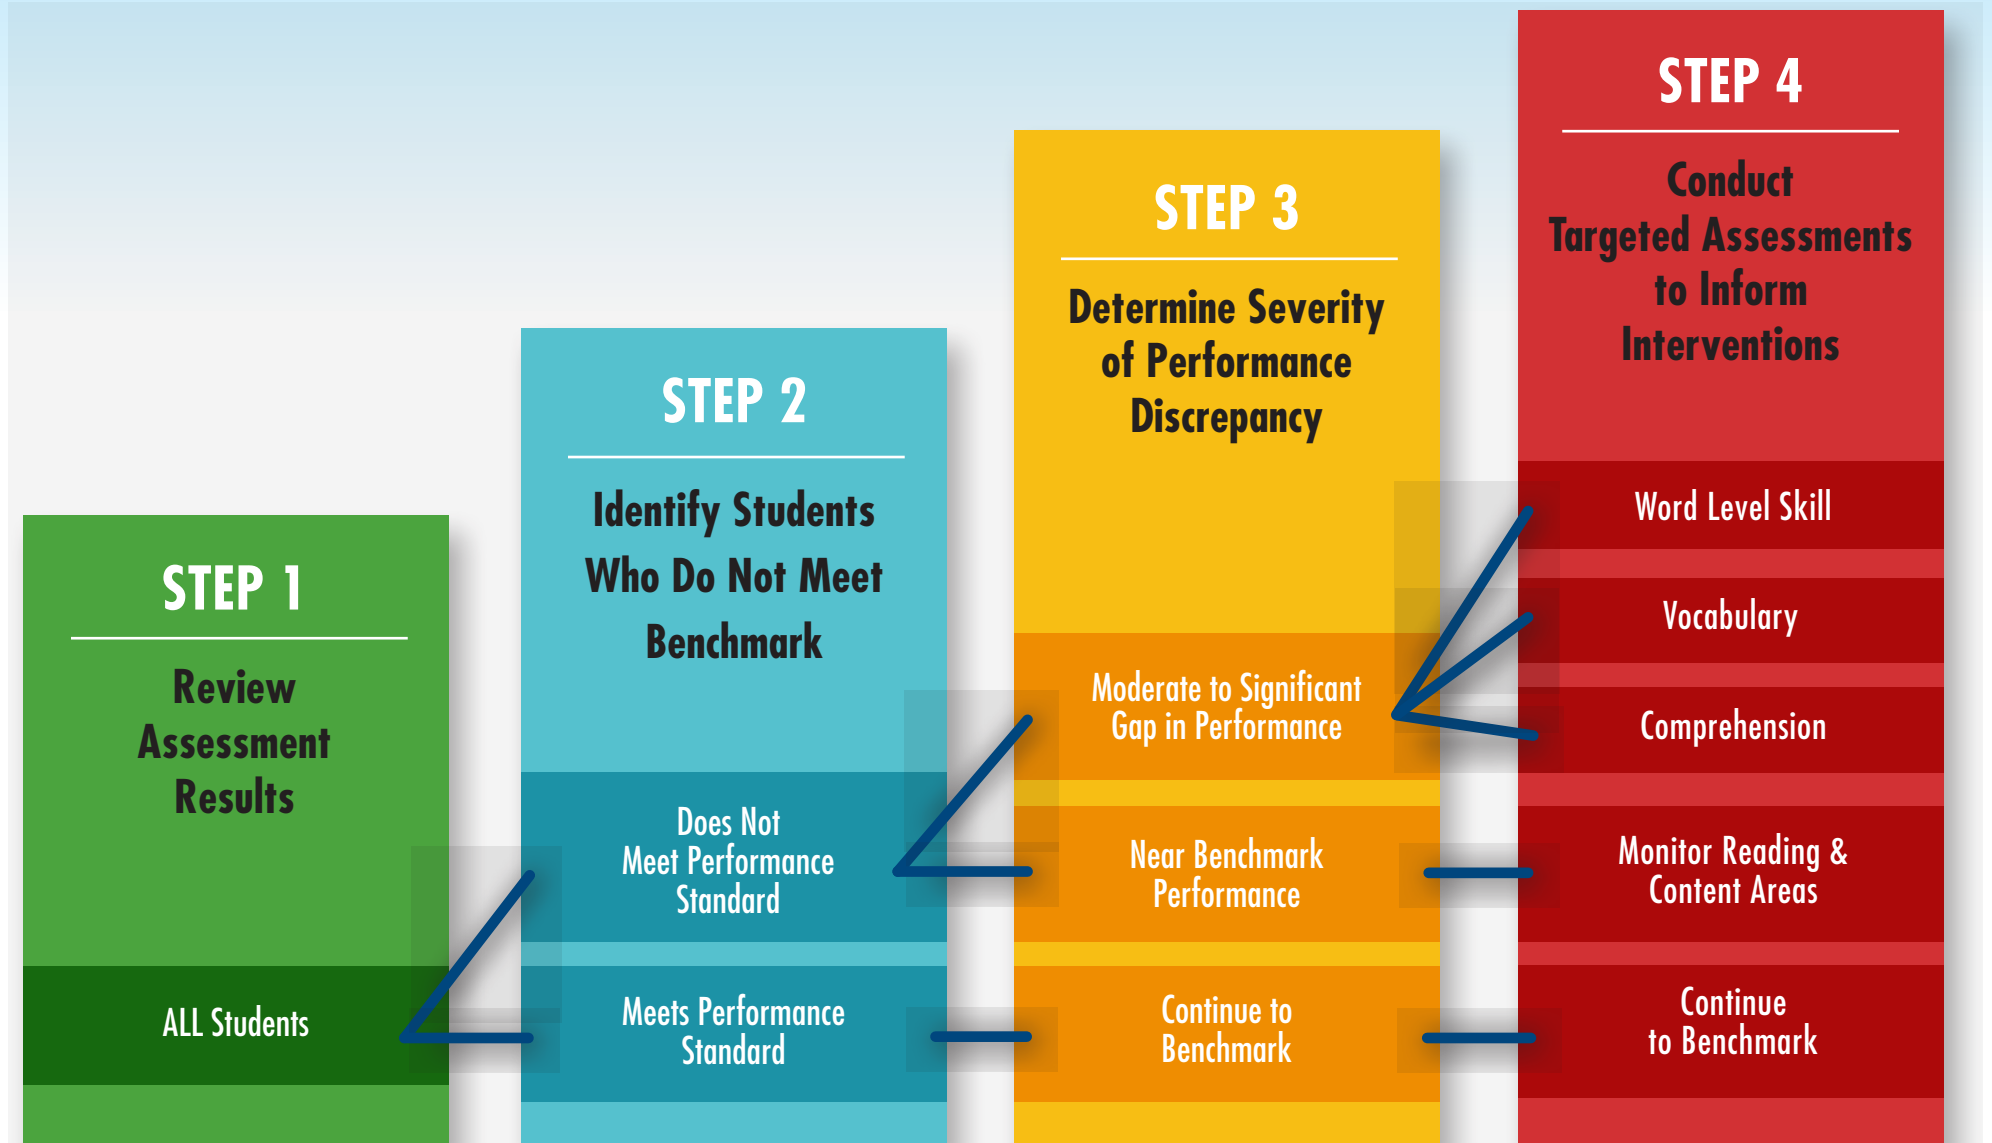 STEP 1
Review
Assessment
Results
ALL Students
STEP 2
Identify Students
Who Do Not Meet
Benchmark
Does Not
Meet Performance
Standard
Meets Performance
Standard
STEP 3
Determine Severity
of Performance
Discrepancy
Moderate to Significant
Gap in Performance
Near Benchmark
Performance
Continue to
Benchmark
STEP 4
Conduct
Targeted Assessments
to Inform
Interventions
Word Level Skill
Vocabulary
Comprehension
Monitor Reading &
Content Areas
Continue
to Benchmark